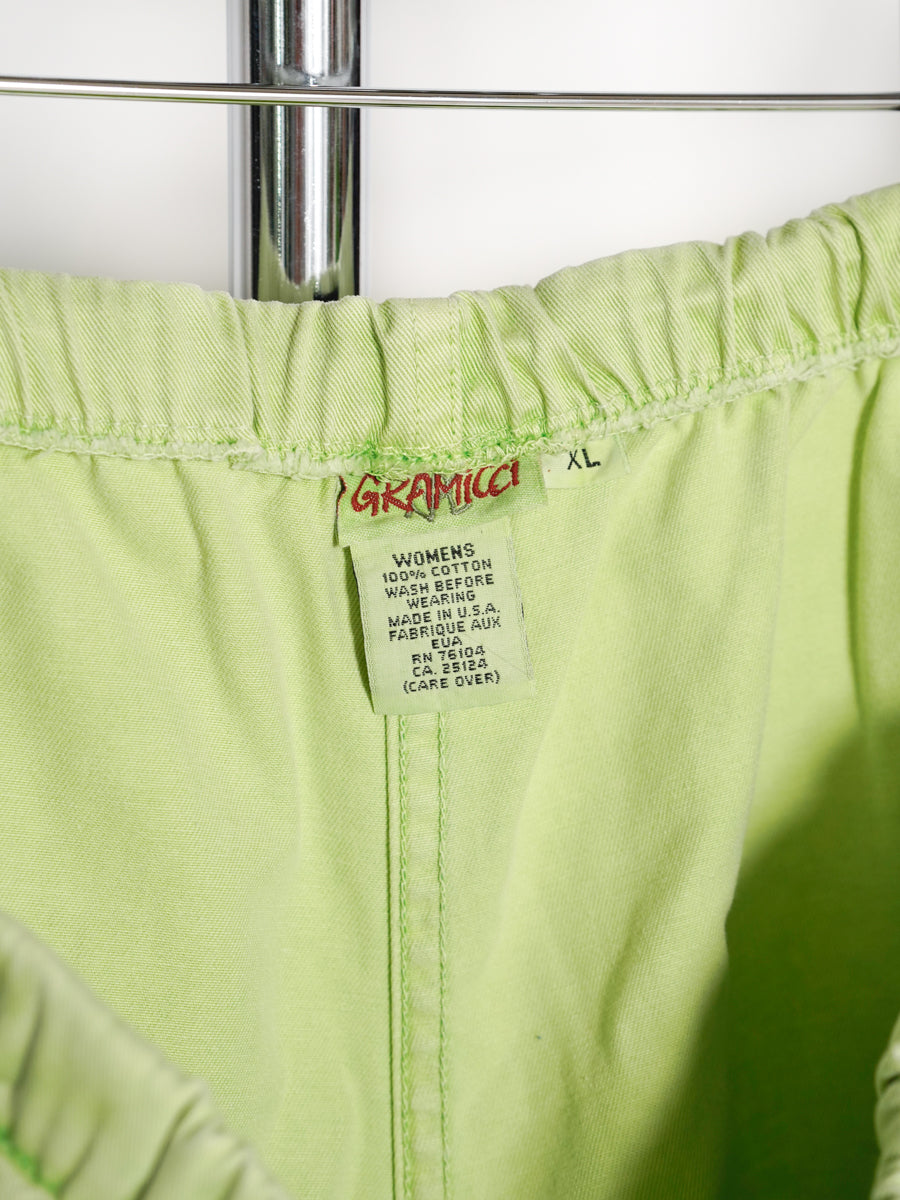 GRAMICCI
XL
WOMENS
100% COTTON
WASH BEFORE
WEARING
MADE IN U.S.A.
FABRIQUE AUX
EUA
RN 76104
CA. 25124
(CARE OVER)